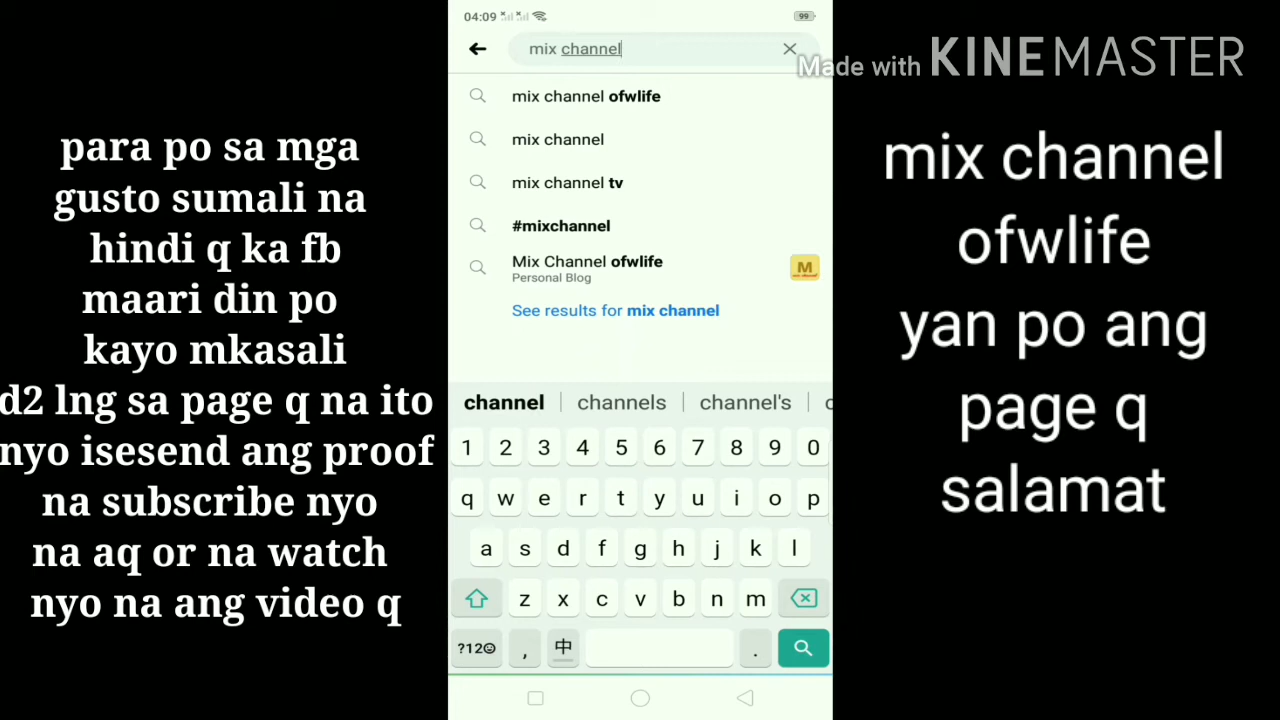 para po sa mga
gusto sumali na
hindi q ka fb
maari din po
kayo mkasali
d2 lng sa page q na ito
nyo isesend ang proof
na subscribe nyo
na aq or na watch
nyo na ang video q
04:09
99
mix channel
mix channel ofwlife
mix channel
mix channel tv
#mixchannel
Mix Channel ofwlife
Personal Blog
M
See results for mix channel
channel channels channel's
1 2 3 4 5 6 7 8 9 0
q w e r t y u i o p
a s d f g h j k l
z x c v b n m
?12☺ , 中 .
Made with KINEMASTER
mix channel
ofwlife
yan po ang
page q
salamat